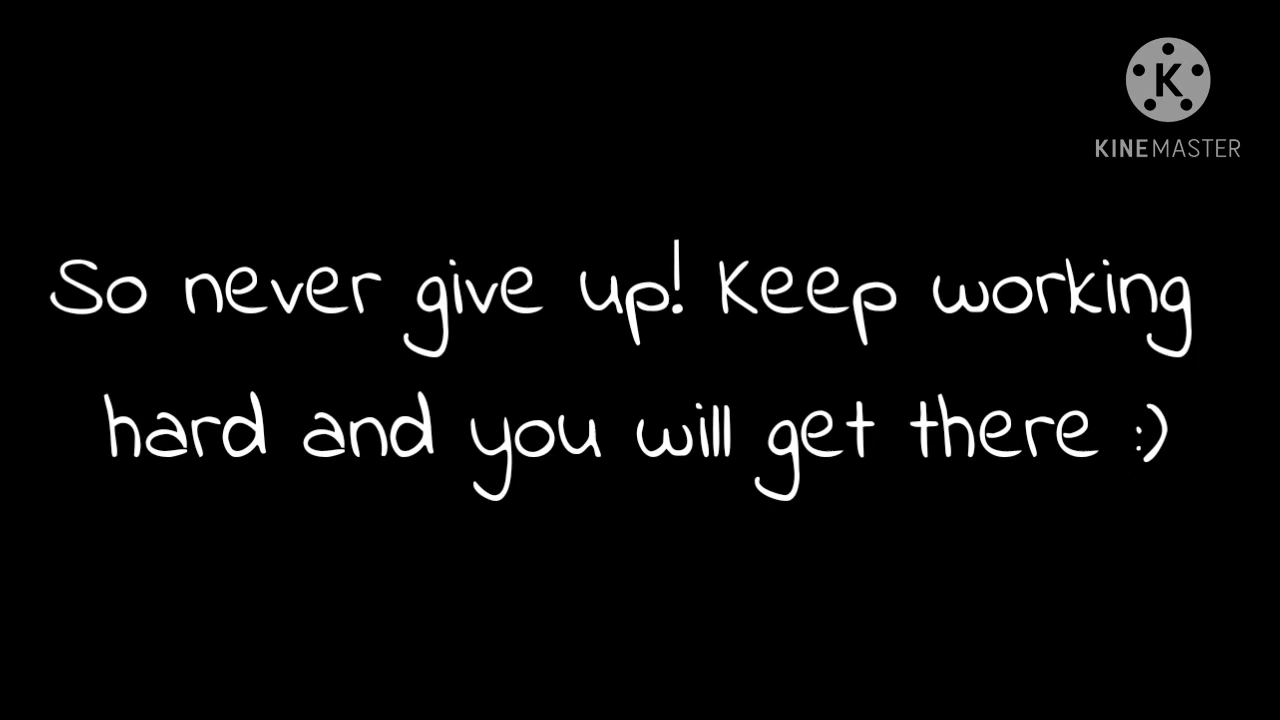 K
KINEMASTER
So never give up! Keep working
hard and you will get there :)